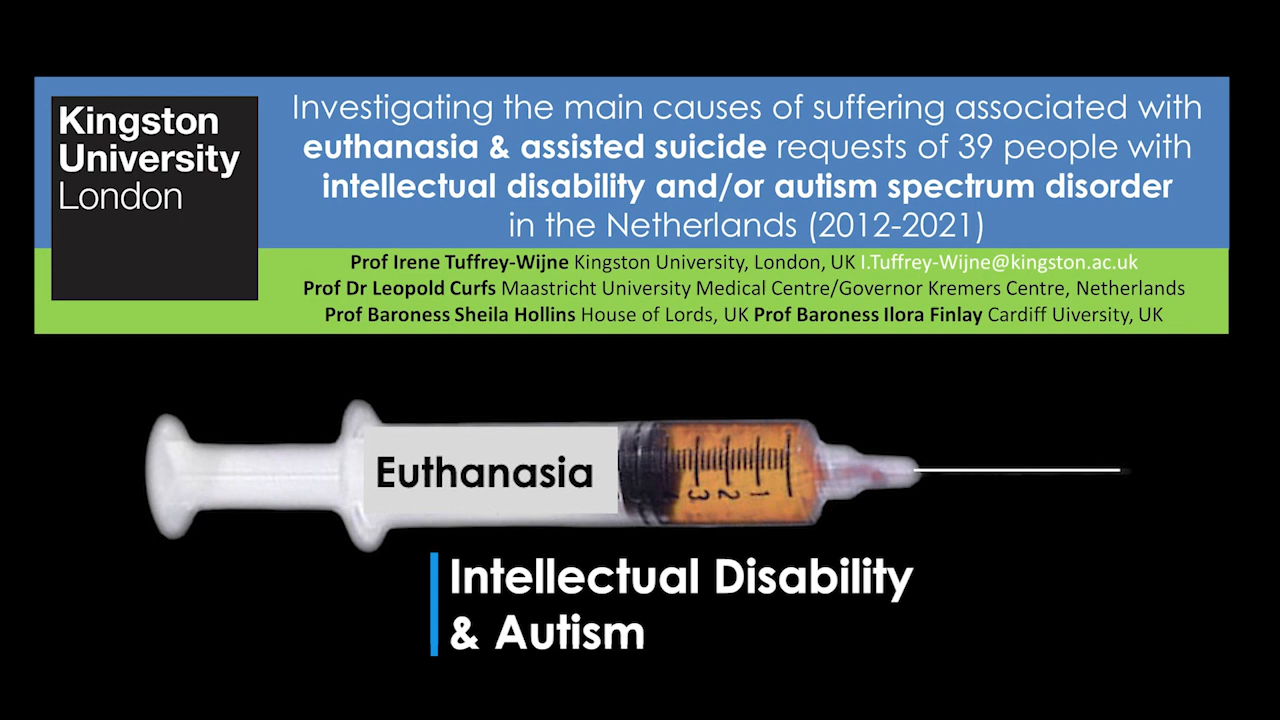 Kingston
University
London
Investigating the main causes of suffering associated with
euthanasia & assisted suicide requests of 39 people with
intellectual disability and/or autism spectrum disorder
in the Netherlands (2012-2021)
Prof Irene Tuffrey-Wijne Kingston University, London, UK I.Tuffrey-Wijne@kingston.ac.uk
Prof Dr Leopold Curfs Maastricht University Medical Centre/Governor Kremers Centre, Netherlands
Prof Baroness Sheila Hollins House of Lords, UK Prof Baroness Ilora Finlay Cardiff Uiversity, UK
Euthanasia
3 2 1
Intellectual Disability
& Autism